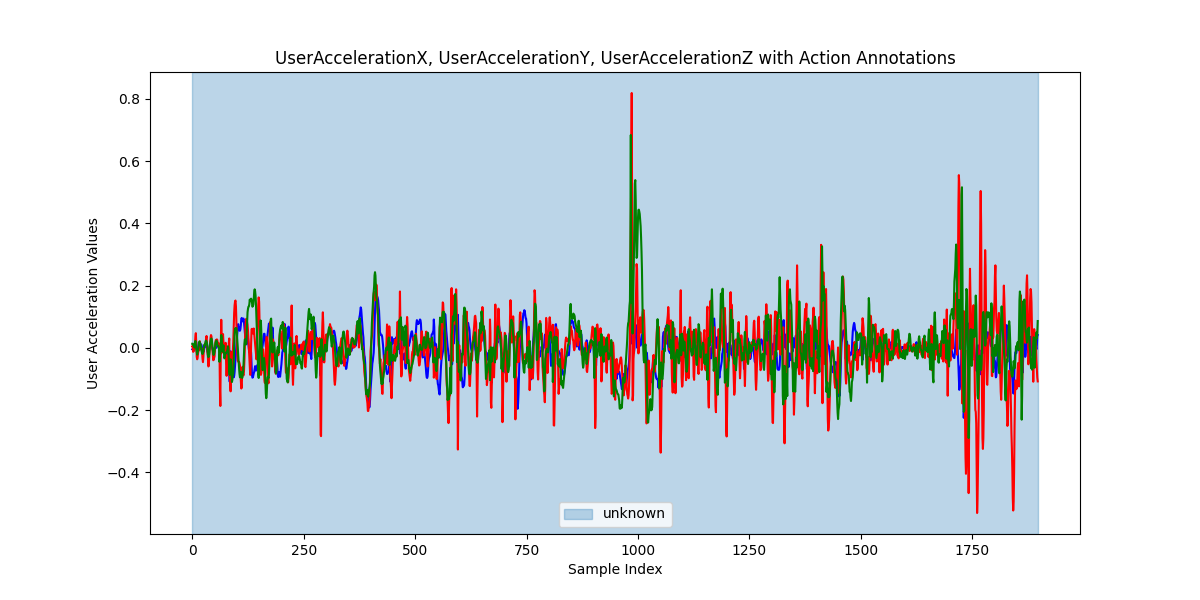 UserAccelerationX, UserAccelerationY, UserAccelerationZ with Action Annotations
User Acceleration Values
0.8
0.6
0.4
0.2
0.0
−0.2
−0.4
unknown
0 250 500 750 1000 1250 1500 1750
Sample Index